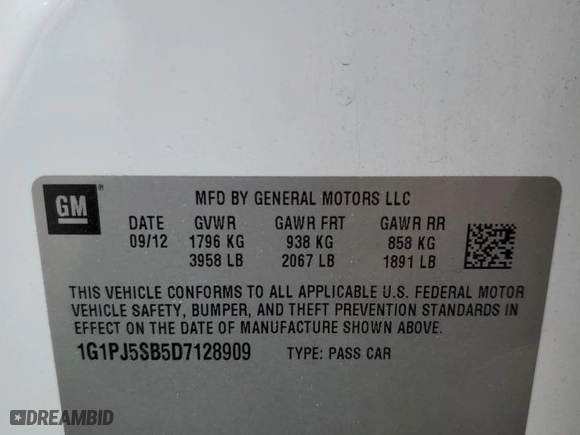 GM ®
MFD BY GENERAL MOTORS LLC
DATE GVWR GAWR FRT GAWR RR
09/12 1796 KG 938 KG 858 KG
3958 LB 2067 LB 1891 LB
THIS VEHICLE CONFORMS TO ALL APPLICABLE U.S. FEDERAL MOTOR
VEHICLE SAFETY, BUMPER, AND THEFT PREVENTION STANDARDS IN
EFFECT ON THE DATE OF MANUFACTURE SHOWN ABOVE.
1G1PJ5SB5D7128909 TYPE: PASS CAR
DREAMBID